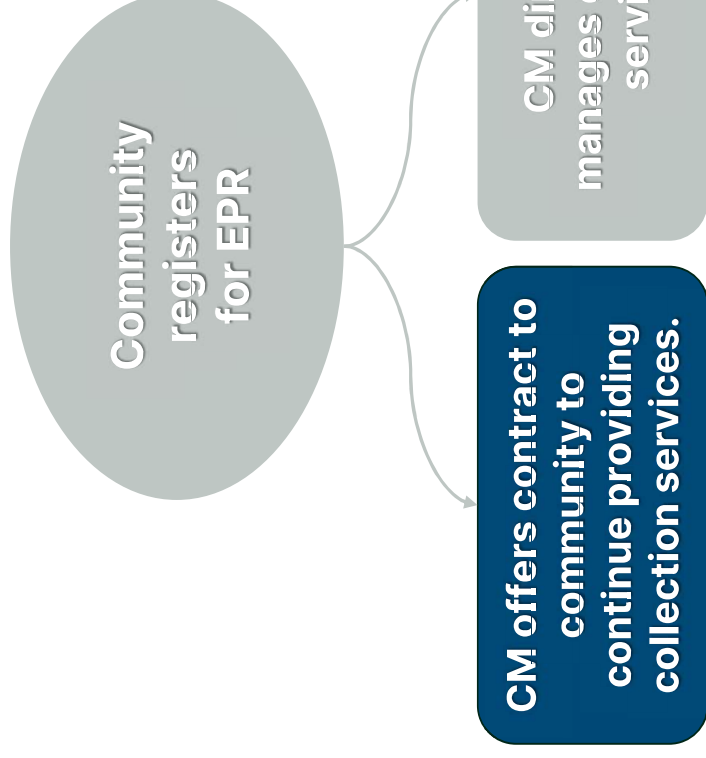 Community
registers
for EPR
CM
manages
CM offers contract to
community to
continue providing
collection services.